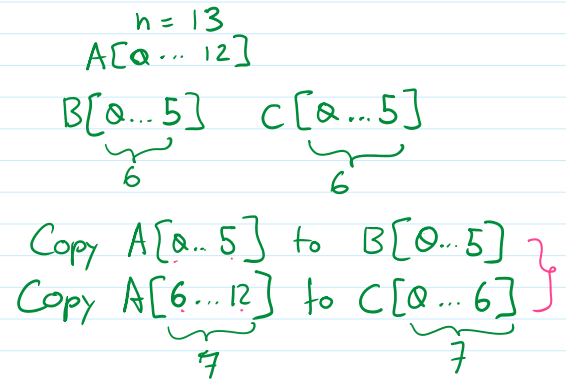 n = 13
A[0... 12]
B[0... 5] C[0...5]
6 6
Copy A[0.. 5] to B[0...5]
Copy A[6... 12] to C[0 ... 6]
7 7